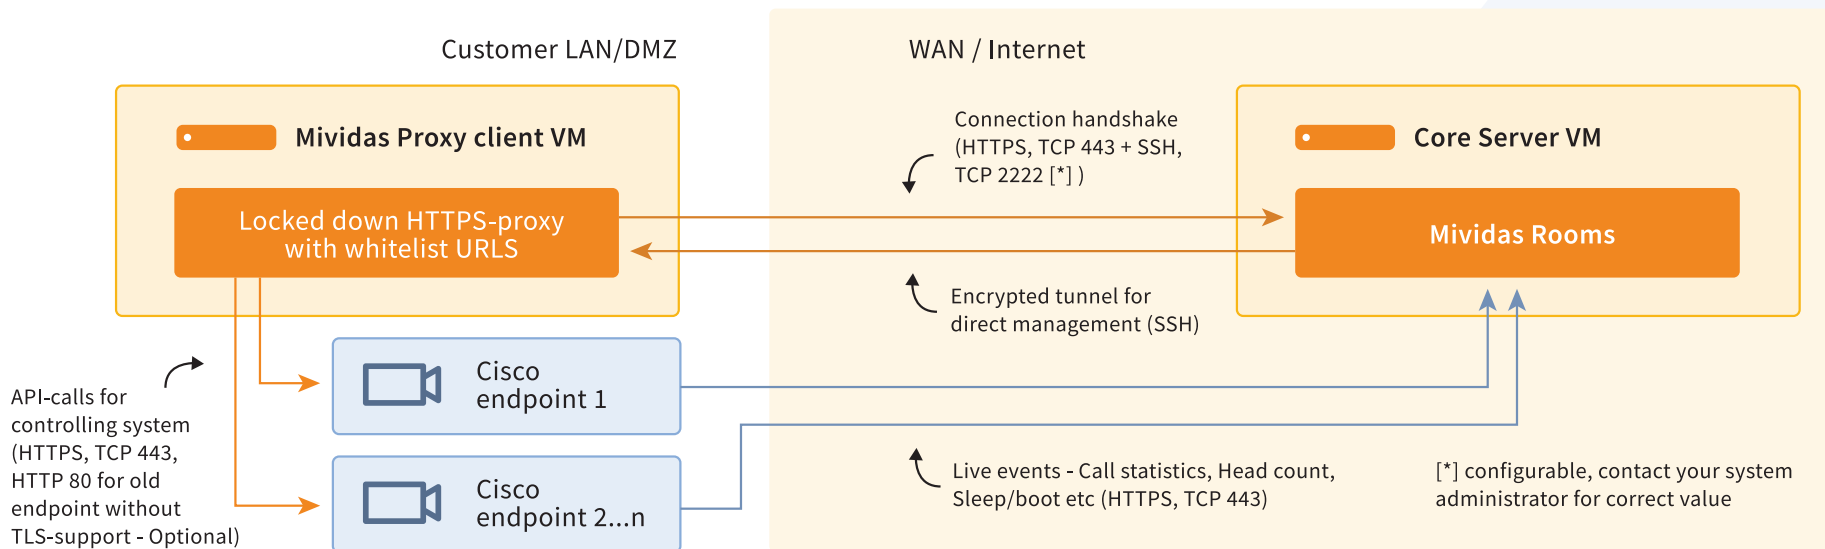 Customer LAN/DMZ
WAN / Internet
Mividas Proxy client VM
Locked down HTTPS-proxy
with whitelist URLS
Connection handshake
(HTTPS, TCP 443 + SSH,
TCP 2222 [*] )
Core Server VM
Mividas Rooms
Encrypted tunnel for
direct management (SSH)
Cisco
endpoint 1
API-calls for
controlling system
(HTTPS, TCP 443,
HTTP 80 for old
endpoint without
TLS-support - Optional)
Cisco
endpoint 2...n
Live events - Call statistics, Head count,
Sleep/boot etc (HTTPS, TCP 443)
[*] configurable, contact your system
administrator for correct value